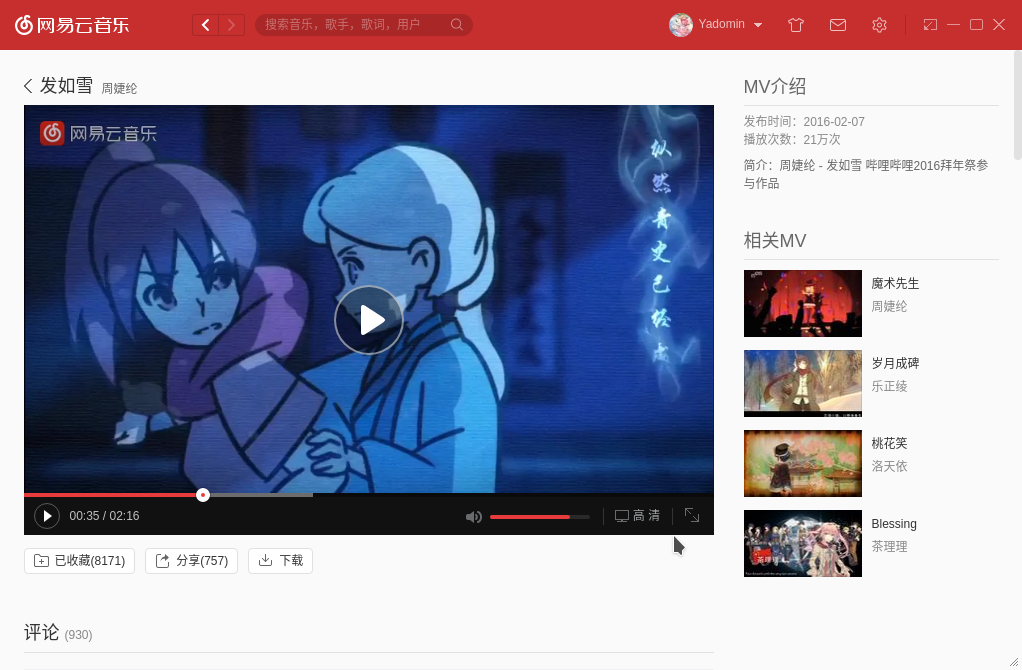 网易云音乐
搜索音乐，歌手，歌词，用户
Yadomin
发如雪 周婕纶
网易云音乐
纵然青史已经成
00:35 / 02:16
高 清
已收藏(8171)
分享(757)
下载
评论 (930)
MV介绍
发布时间：2016-02-07
播放次数：21万次
简介：周婕纶 - 发如雪 哔哩哔哩2016拜年祭参
与作品
相关MV
魔术先生
周婕纶
岁月成碑
乐正绫
桃花笑
洛天依
Blessing
茶理理